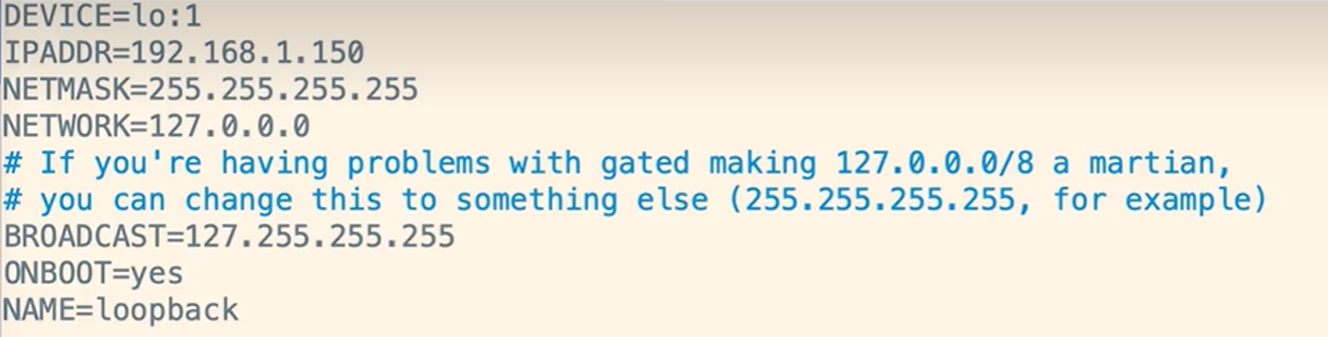 DEVICE=lo:1
IPADDR=192.168.1.150
NETMASK=255.255.255.255
NETWORK=127.0.0.0
# If you're having problems with gated making 127.0.0.0/8 a martian,
# you can change this to something else (255.255.255.255, for example)
BROADCAST=127.255.255.255
ONBOOT=yes
NAME=loopback